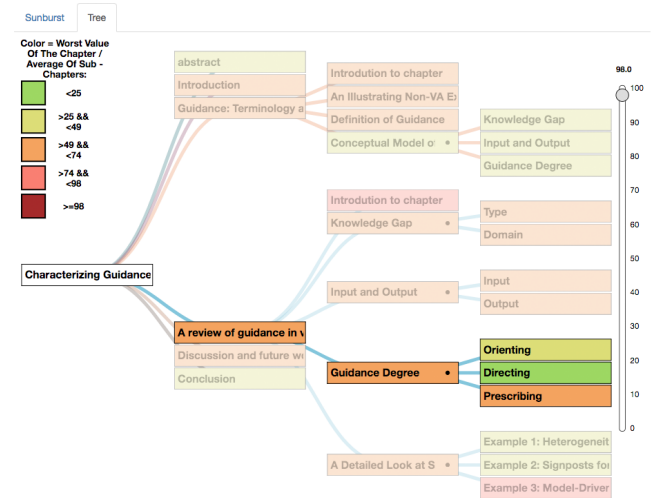 Sunburst
Tree
Color = Worst Value
Of The Chapter /
Average Of Sub -
Chapters:
<25
>25 &&
<49
>49 &&
<74
>74 &&
<98
>=98
abstract
Introduction
Guidance: Terminology a
Introdution to chapter
An Illustrating Non-VA Ex
Definition of Guidance
Conceptual Model o
Knowledge Gap
Input and Output
Guidance Degree
Introdution to chapter
Knowledge Gap
Type
Domain
Characterizing Guidance
Input and Output
Input
Output
A review of guidance in v
Discussion and future we
Conclusion
Guidance Degree
Orienting
Directing
Prescribing
A Detailed Look at S
Example 1: Heterogeneit
Example 2: Signposts for
Example 3: Model-Driver
98.0
100
90
80
70
60
50
40
30
20
10
0